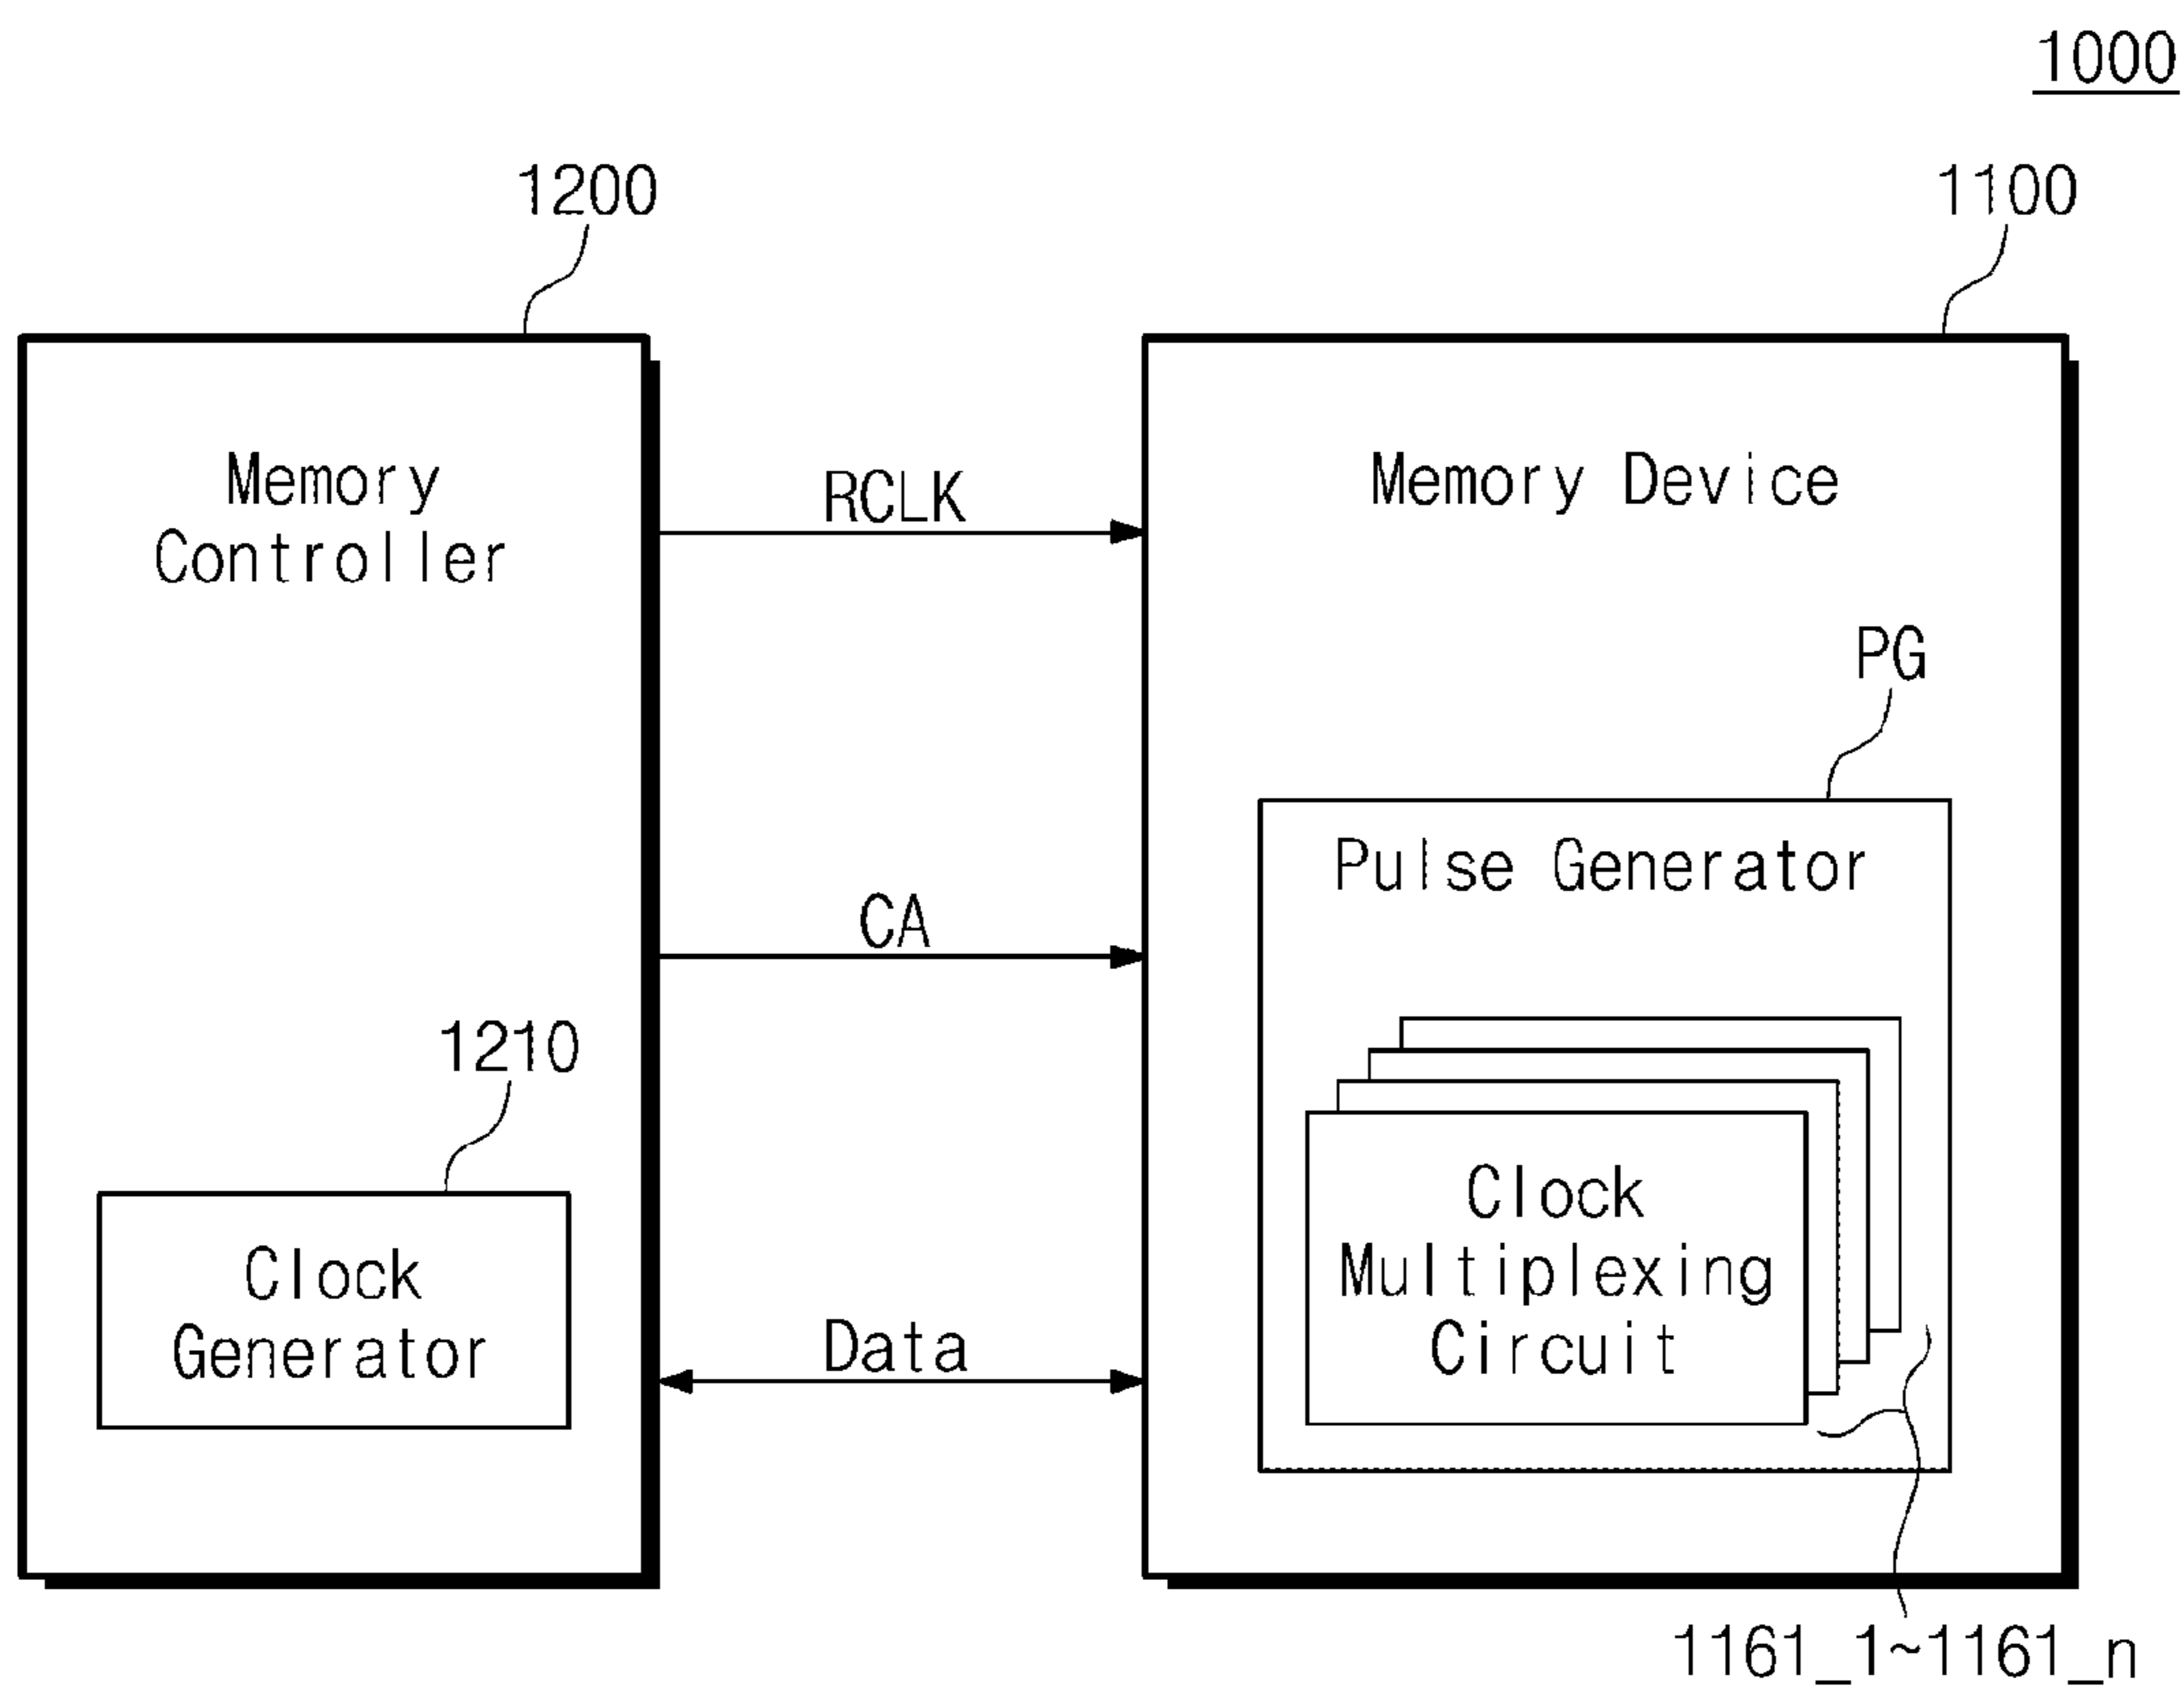 1000
1200
1100
Memory
Controller
RCLK
Memory Device
PG
Pulse Generator
CA
1210
Clock
Generator
Data
Clock
Multiplexing
Circuit
1161_1~1161_n